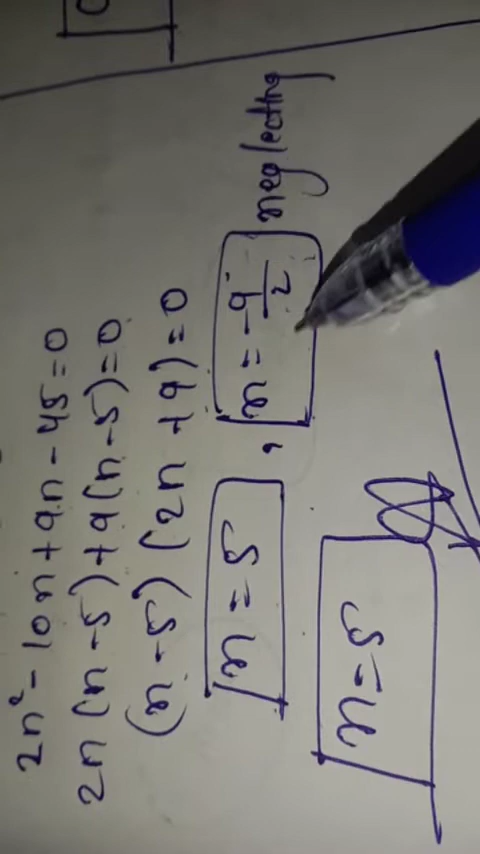 2n² - 10n + 9n - 45 = 0
2n (n - 5) + 9 (n - 5) = 0
(n - 5) (2n + 9) = 0
n = 5 , n = -9/2 neglecting
n = 5